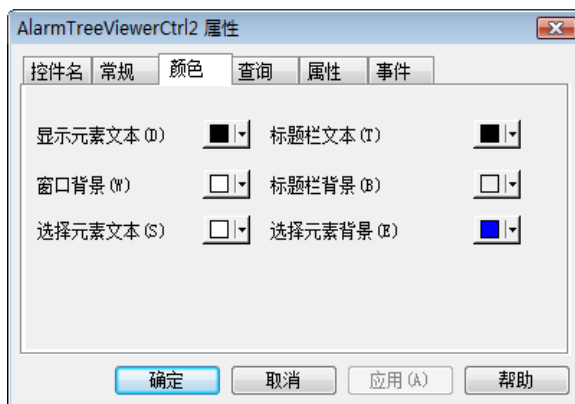 AlarmTreeViewerCtrl2 属性
控件名 常规 颜色 查询 属性 事件
显示元素文本(D) 标题栏文本(T)
窗口背景(W) 标题栏背景(B)
选择元素文本(S) 选择元素背景(E)
确定 取消 应用(A) 帮助